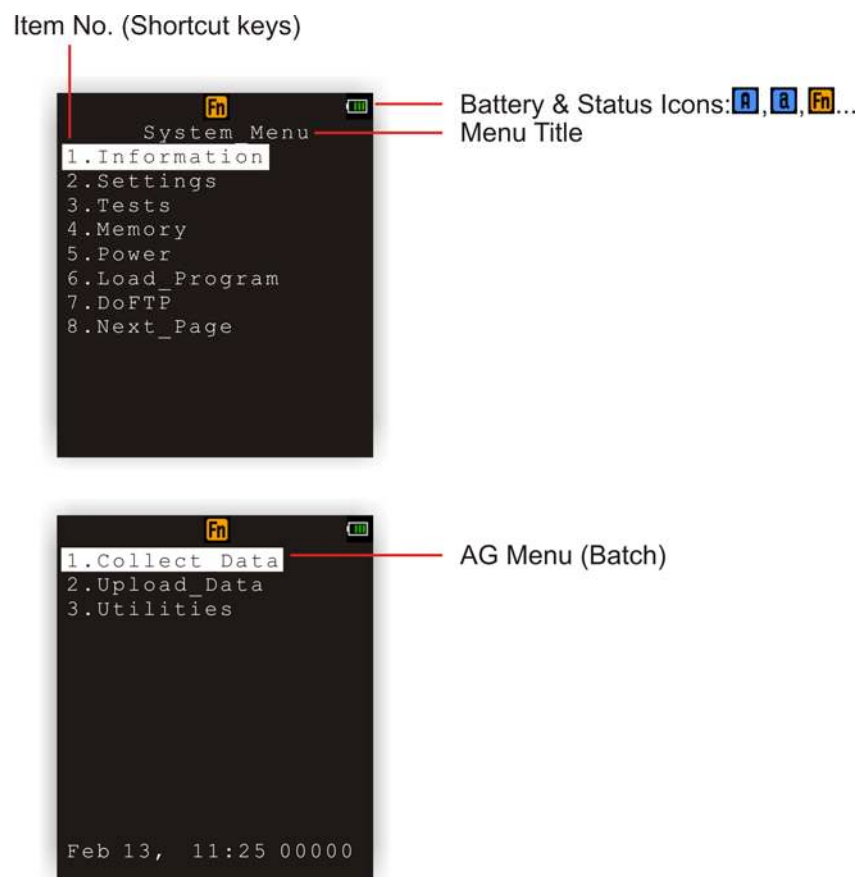 Item No. (Shortcut keys)
Fn
Battery & Status Icons: A, a, Fn...
System_Menu
Menu Title
1.Information
2.Settings
3.Tests
4.Memory
5.Power
6.Load_Program
7.DoFTP
8.Next_Page
Fn
1.Collect Data
AG Menu (Batch)
2.Upload_Data
3.Utilities
Feb 13, 11:25 00000